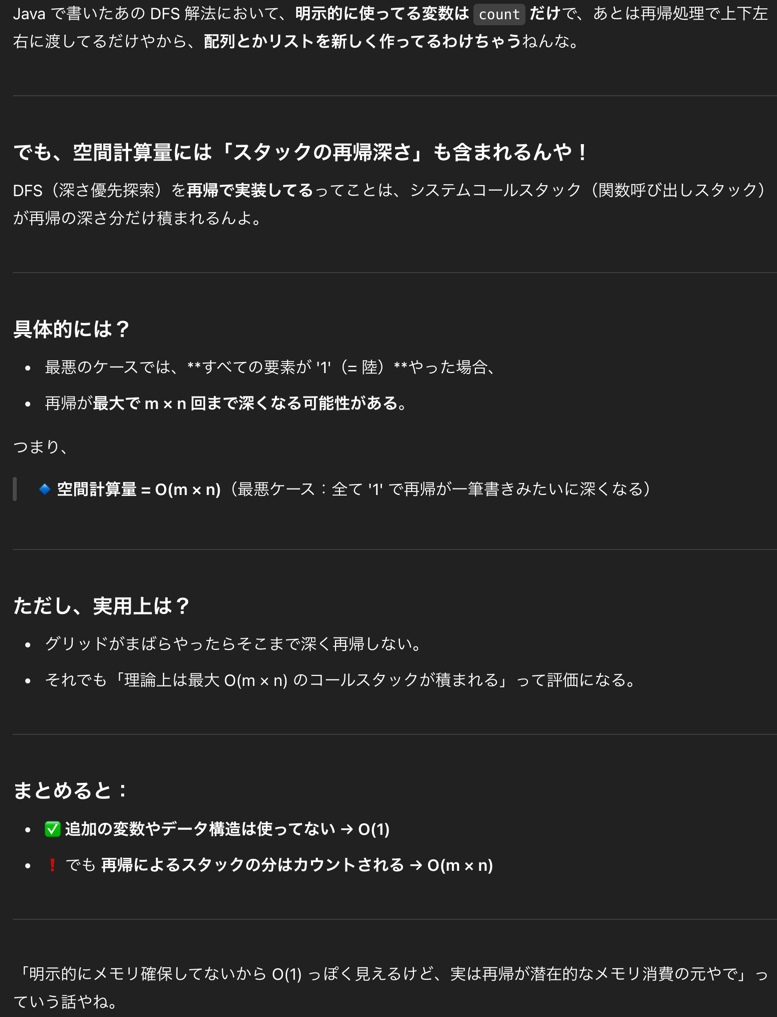 Java で書いたあの DFS 解法において、明示的に使ってる変数は count だけで、あとは再帰処理で上下左
右に渡してるだけやから、配列とかリストを新しく作ってるわけちゃうねんな。
でも、空間計算量には「スタックの再帰深さ」も含まれるんや！
DFS（深さ優先探索）を再帰で実装してるってことは、システムコールスタック（関数呼び出しスタック）
が再帰の深さ分だけ積まれるんよ。
具体的には？
• 最悪のケースでは、**すべての要素が '1'（= 陸）**やった場合、
• 再帰が最大で m × n 回まで深くなる可能性がある。
つまり、
🔹 空間計算量 = O(m × n)（最悪ケース：全て '1' で再帰が一筆書きみたいに深くなる）
ただし、実用上は？
• グリッドがまばらやったらそこまで深く再帰しない。
• それでも「理論上は最大 O(m × n) のコールスタックが積まれる」って評価になる。
まとめると：
• ✅ 追加の変数やデータ構造は使ってない → O(1)
• ❗ でも 再帰によるスタックの分はカウントされる → O(m × n)
「明示的にメモリ確保してないから O(1) っぽく見えるけど、実は再帰が潜在的なメモリ消費の元やで」っ
ていう話やね。